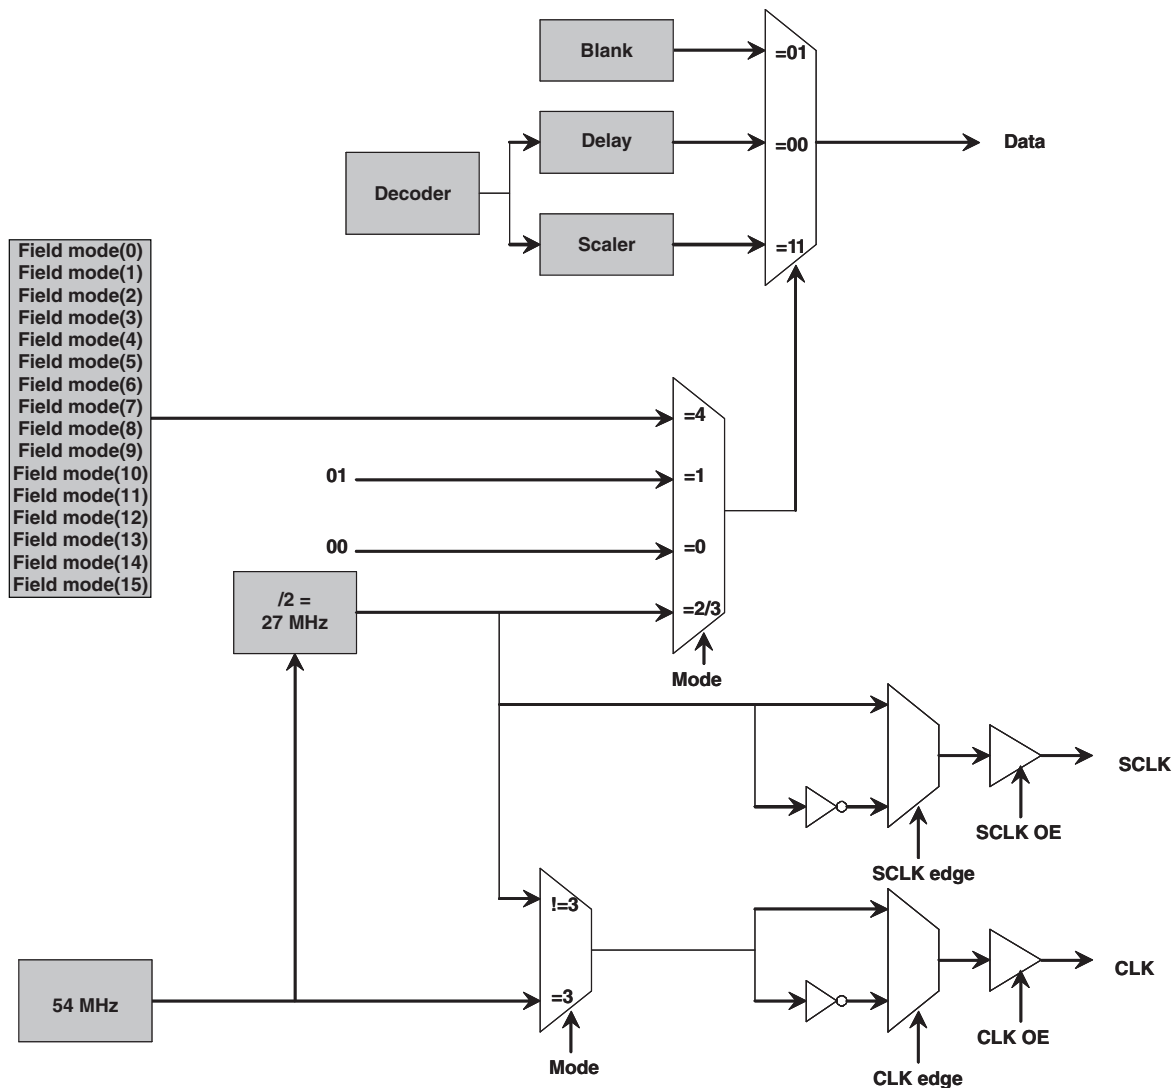 Blank
=01
Delay
=00
Data
Decoder
Scaler
=11
Field mode(0)
Field mode(1)
Field mode(2)
Field mode(3)
Field mode(4)
Field mode(5)
Field mode(6)
Field mode(7)
Field mode(8)
Field mode(9)
Field mode(10)
Field mode(11)
Field mode(12)
Field mode(13)
Field mode(14)
Field mode(15)
=4
01
=1
00
=0
/2 =
27 MHz
=2/3
Mode
SCLK
SCLK OE
SCLK edge
!=3
54 MHz
=3
Mode
CLK
CLK OE
CLK edge